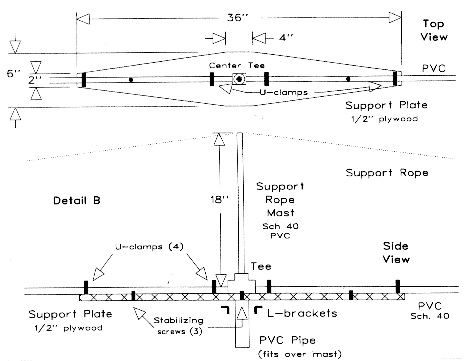 36"
Top
View
4"
6"
2"
Center Tee
PVC
U-clamps
Support Plate
1/2" plywood
Support Rope
Detail B
18"
Support
Rope
Mast
Sch 40
PVC
U-clamps (4)
Side
View
Tee
Support Plate
1/2" plywood
Stabilizing
screws (3)
L-brackets
PVC
Sch. 40
PVC Pipe
(fits over mast)